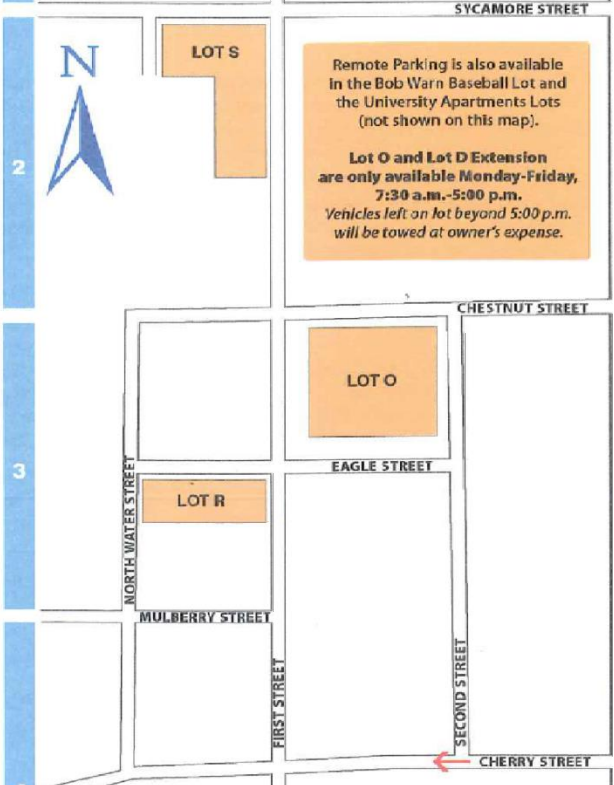 SYCAMORE STREET
N
LOT S
Remote Parking is also available
in the Bob Warn Baseball Lot and
the University Apartments Lots
(not shown on this map).
Lot O and Lot D Extension
are only available Monday-Friday,
7:30 a.m.-5:00 p.m.
Vehicles left on lot beyond 5:00 p.m.
will be towed at owner's expense.
2
CHESTNUT STREET
LOT O
EAGLE STREET
3
LOT R
NORTH WATER STREET
MULBERRY STREET
FIRST STREET
SECOND STREET
CHERRY STREET